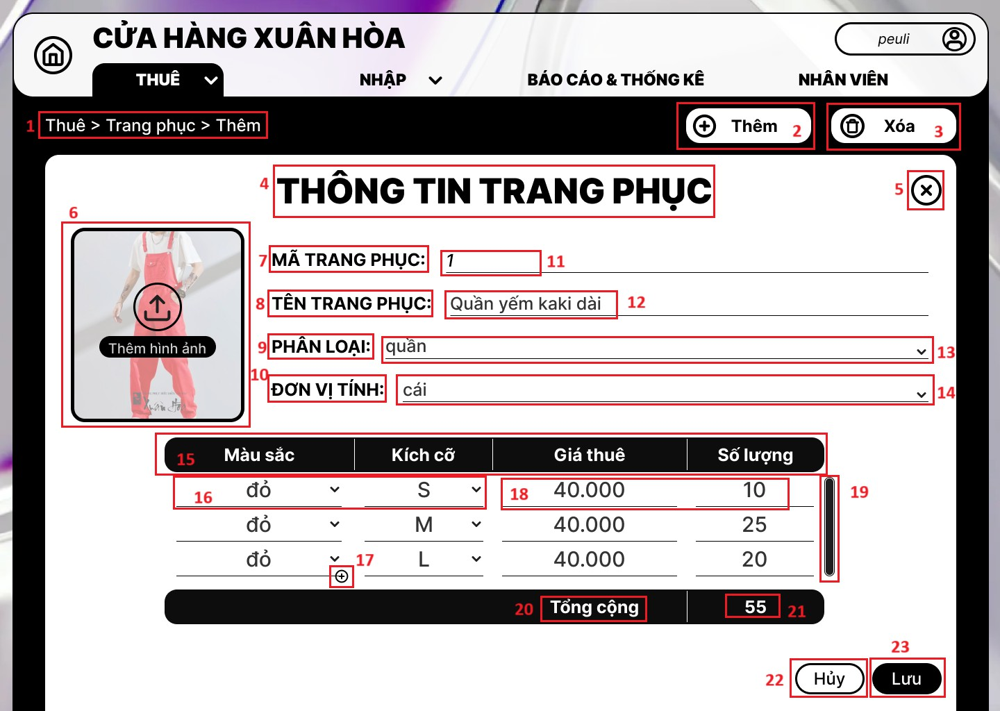 CỬA HÀNG XUÂN HÒA
peuli
THUÊ
NHẬP
BÁO CÁO & THỐNG KÊ
NHÂN VIÊN
1 Thuê > Trang phục > Thêm
Thêm 2
Xóa 3
4 THÔNG TIN TRANG PHỤC
5
6
Thêm hình ảnh
7 MÃ TRANG PHỤC: 1 11
8 TÊN TRANG PHỤC: Quần yếm kaki dài 12
9 PHÂN LOẠI: quần 13
10 ĐƠN VỊ TÍNH: cái 14
15 Màu sắc Kích cỡ Giá thuê Số lượng
16 đỏ S 18 40.000 10 19
đỏ M 40.000 25
đỏ 17 L 40.000 20
20 Tổng cộng 55 21
22 Hủy
23 Lưu